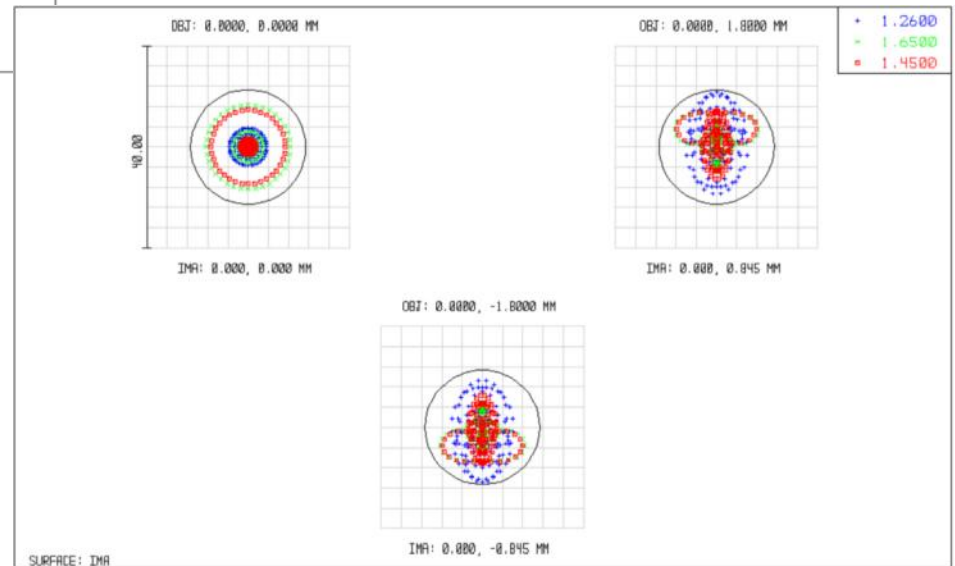 OBJ: 0.0000, 0.0000 MM
OBJ: 0.0000, 1.8000 MM
+ 1.2600
× 1.6500
□ 1.4500
40.00
IMA: 0.000, 0.000 MM
IMA: 0.000, 0.845 MM
OBJ: 0.0000, -1.8000 MM
IMA: 0.000, -0.845 MM
SURFACE: IMA